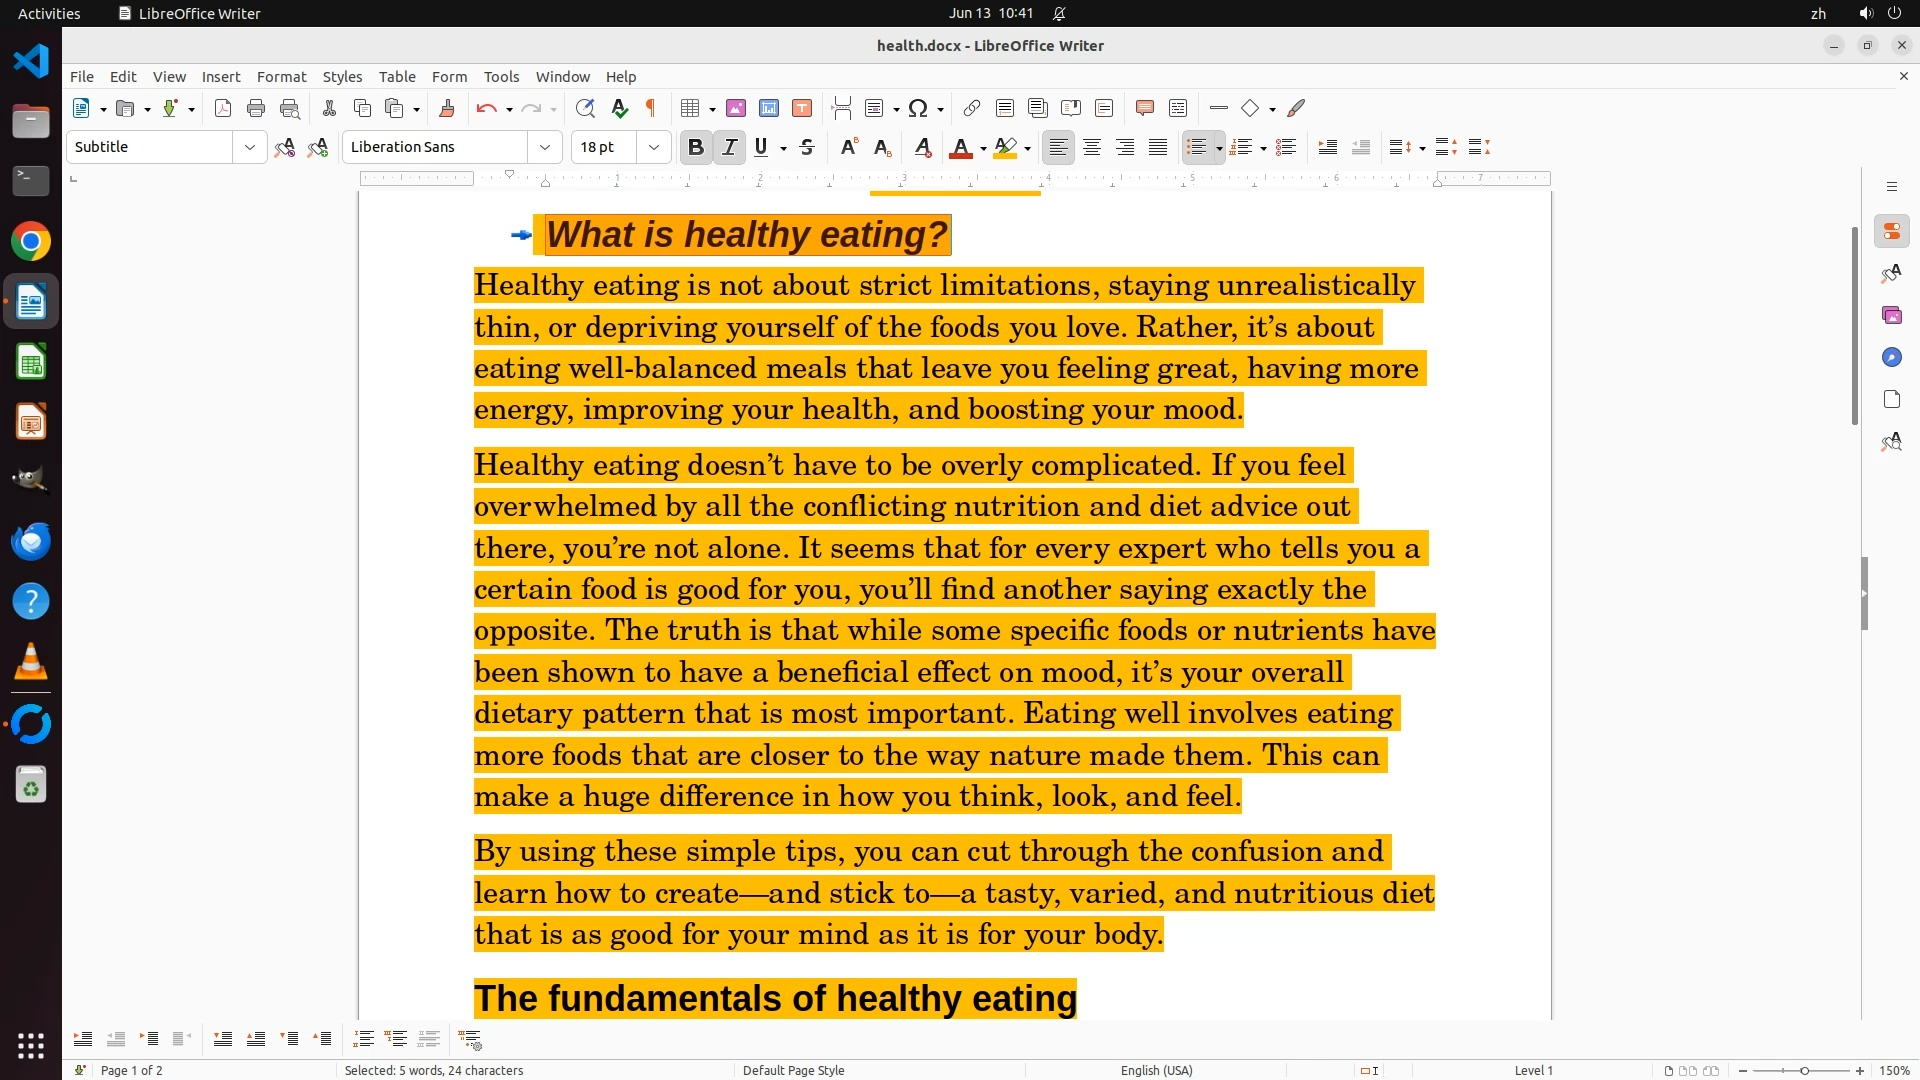 Activities
LibreOffice Writer
Jun 13 10:41
zh
health.docx - LibreOffice Writer
File Edit View Insert Format Styles Table Form Tools Window Help
Subtitle
Liberation Sans
18 pt
1 2 3 4 5 6 7
What is healthy eating?
Healthy eating is not about strict limitations, staying unrealistically
thin, or depriving yourself of the foods you love. Rather, it’s about
eating well-balanced meals that leave you feeling great, having more
energy, improving your health, and boosting your mood.
Healthy eating doesn’t have to be overly complicated. If you feel
overwhelmed by all the conflicting nutrition and diet advice out
there, you’re not alone. It seems that for every expert who tells you a
certain food is good for you, you’ll find another saying exactly the
opposite. The truth is that while some specific foods or nutrients have
been shown to have a beneficial effect on mood, it’s your overall
dietary pattern that is most important. Eating well involves eating
more foods that are closer to the way nature made them. This can
make a huge difference in how you think, look, and feel.
By using these simple tips, you can cut through the confusion and
learn how to create—and stick to—a tasty, varied, and nutritious diet
that is as good for your mind as it is for your body.
The fundamentals of healthy eating
Page 1 of 2
Selected: 5 words, 24 characters
Default Page Style
English (USA)
Level 1
150%